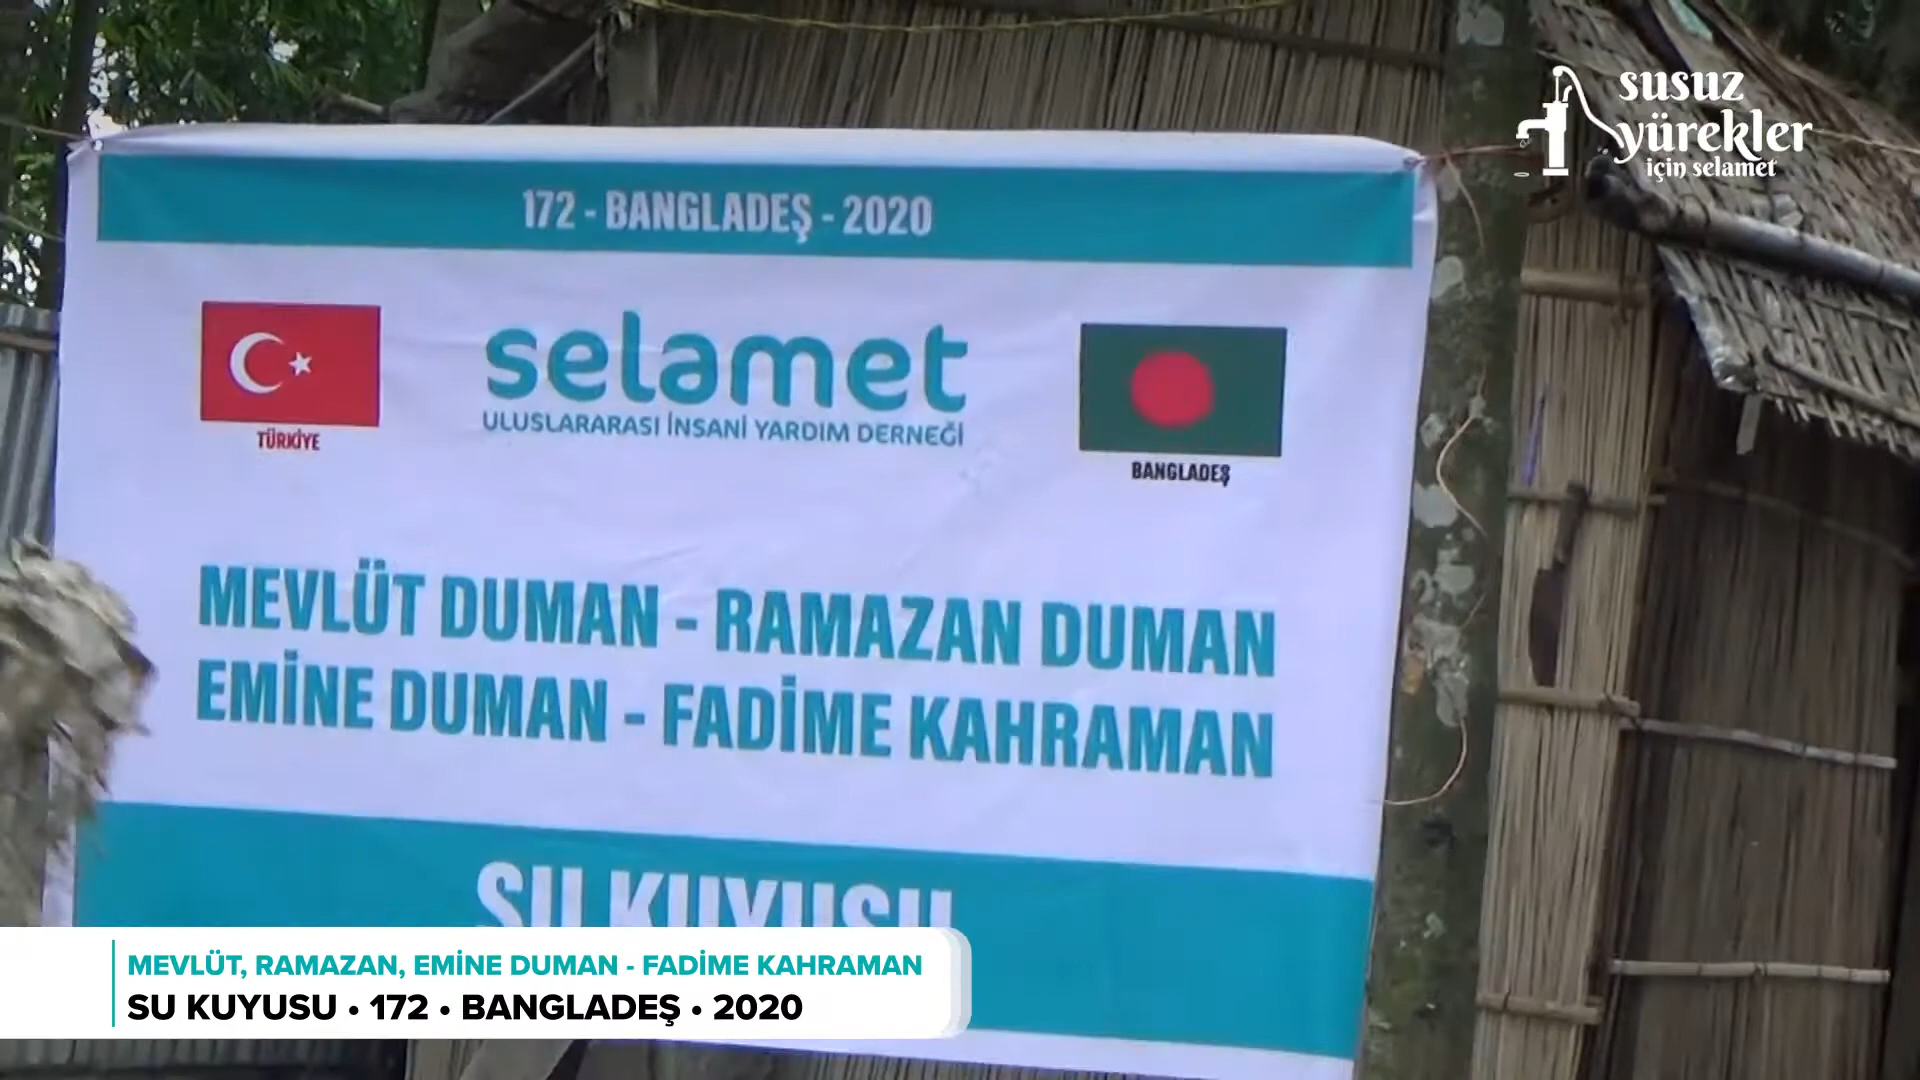 susuz
yürekler
için selamet
172 - BANGLADEŞ - 2020
selamet
ULUSLARARASI İNSANİ YARDIM DERNEĞİ
TÜRKİYE
BANGLADEŞ
MEVLÜT DUMAN - RAMAZAN DUMAN
EMİNE DUMAN - FADİME KAHRAMAN
SU KUYUSU
MEVLÜT, RAMAZAN, EMİNE DUMAN - FADİME KAHRAMAN
SU KUYUSU • 172 • BANGLADEŞ • 2020